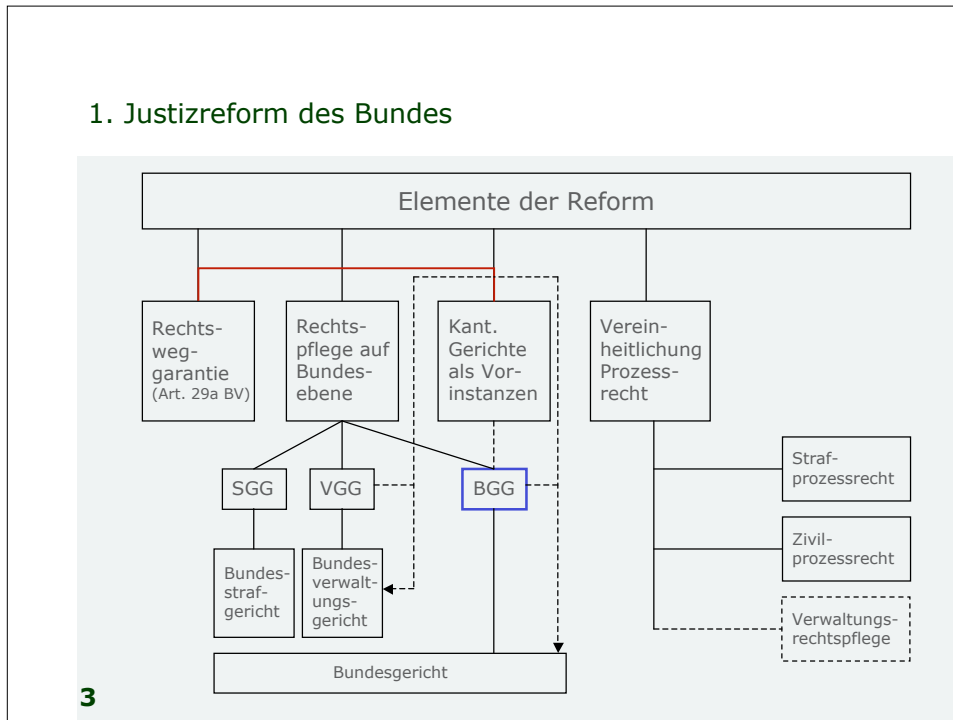 1. Justizreform des Bundes
Elemente der Reform
Rechts-
weg-
garantie
(Art. 29a BV)
Rechts-
pflege auf
Bundes-
ebene
Kant.
Gerichte
als Vor-
instanzen
Verein-
heitlichung
Prozess-
recht
SGG
VGG
BGG
Straf-
prozessrecht
Zivil-
prozessrecht
Verwaltungs-
rechtspflege
Bundes-
straf-
gericht
Bundes-
verwalt-
ungs-
gericht
Bundesgericht
3